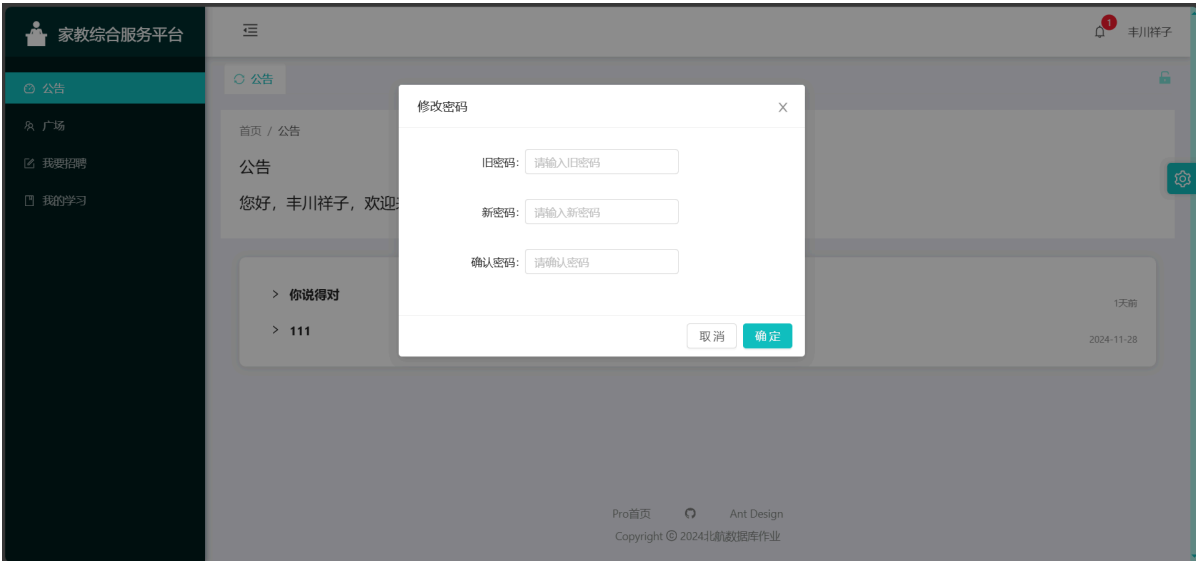 家教综合服务平台
1
丰川祥子
公告
广场
我要招聘
我的学习
公告
首页 / 公告
公告
您好，丰川祥子，欢迎
修改密码
旧密码：
请输入旧密码
新密码：
请输入新密码
确认密码：
请确认密码
取 消
确 定
你说得对
1天前
111
2024-11-28
Pro首页
Ant Design
Copyright © 2024北航数据库作业